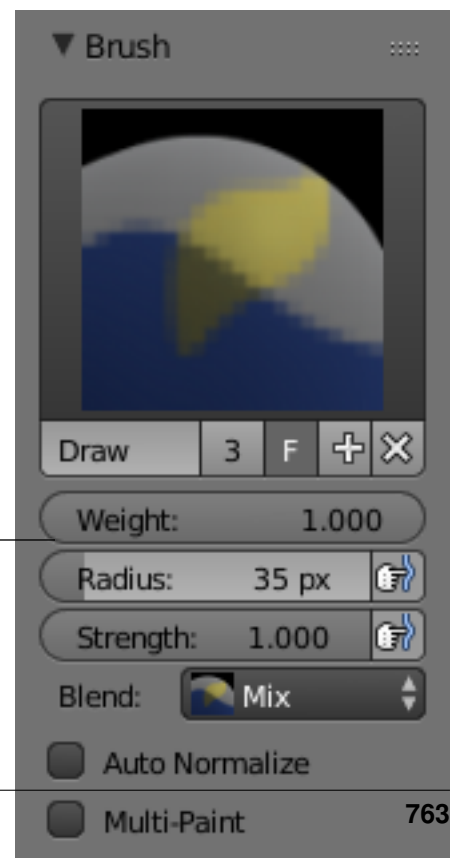 Brush
Draw 3 F
Weight: 1.000
Radius: 35 px
Strength: 1.000
Blend: Mix
Auto Normalize
763
Multi-Paint